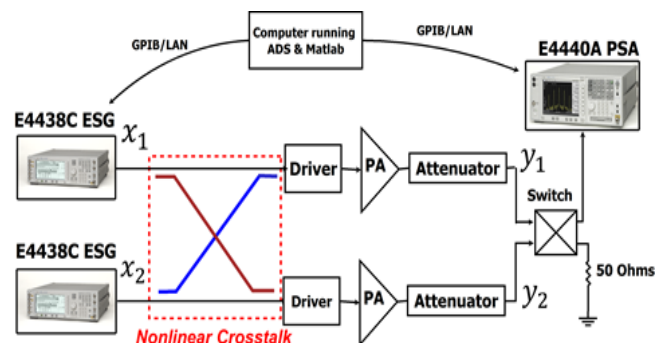 Computer running
ADS & Matlab
GPIB/LAN
GPIB/LAN
E4440A PSA
E4438C ESG
x1
Driver
PA
Attenuator
y1
Switch
E4438C ESG
x2
Driver
PA
Attenuator
y2
50 Ohms
Nonlinear Crosstalk